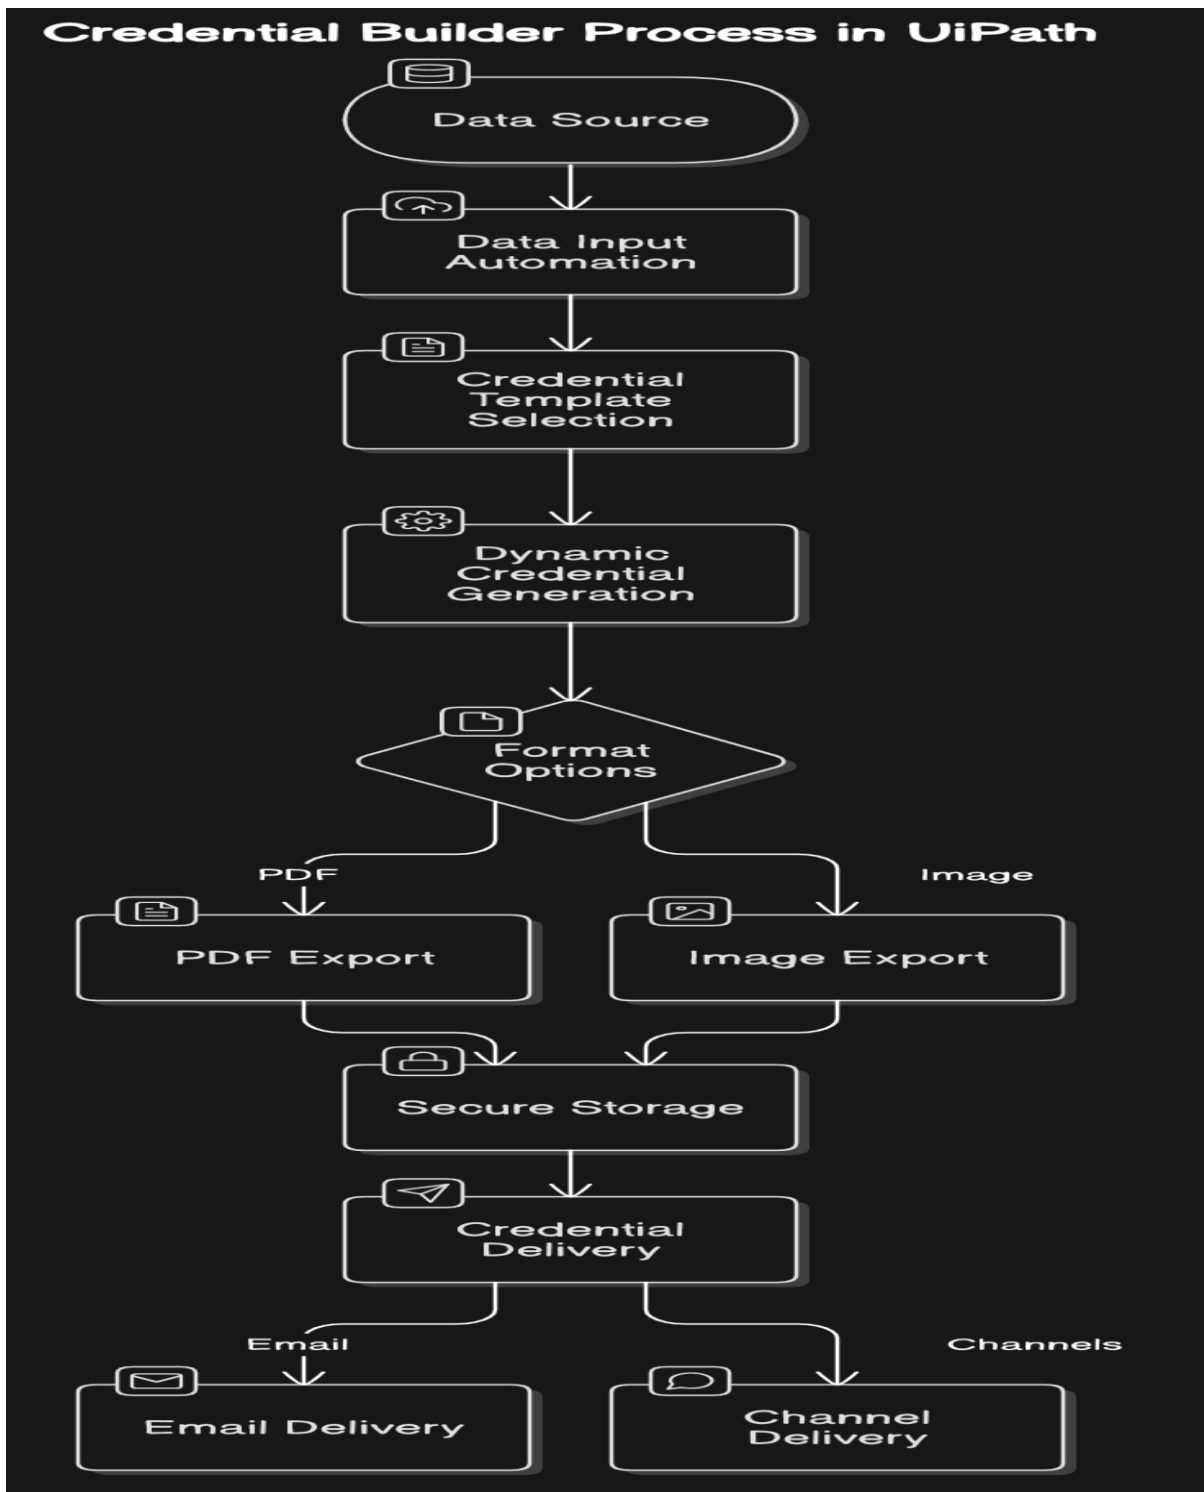 Credential Builder Process in UiPath
Data Source
Data Input
Automation
Credential
Template
Selection
Dynamic
Credential
Generation
Format
Options
PDF
Image
PDF Export
Image Export
Secure Storage
Credential
Delivery
Email
Channels
Email Delivery
Channel
Delivery